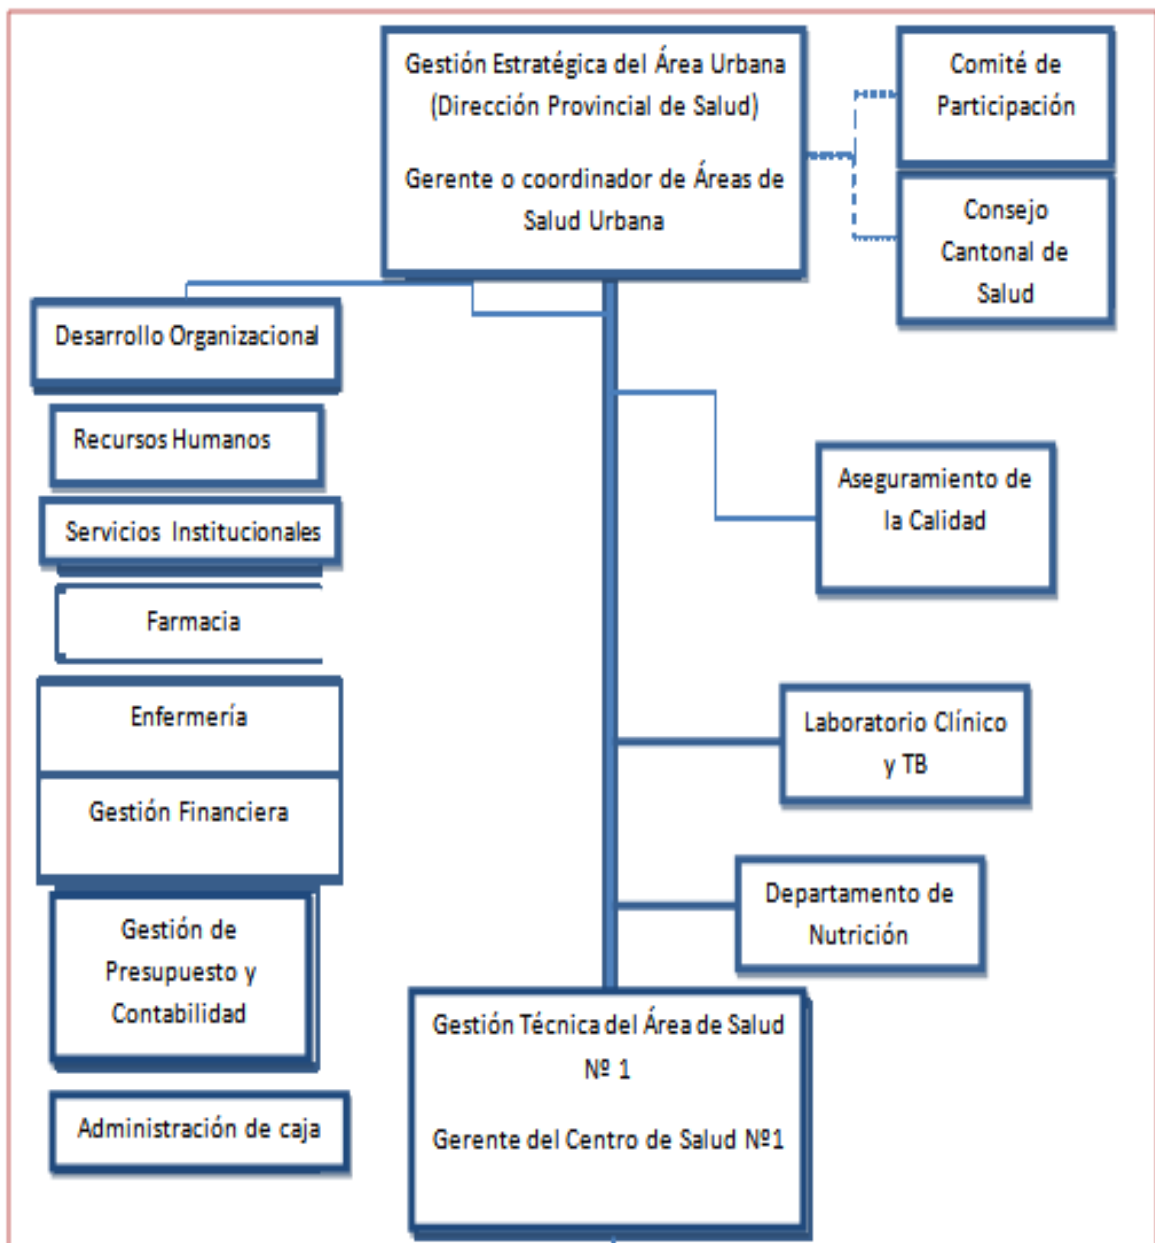 Gestión Estratégica del Área Urbana
(Dirección Provincial de Salud)
Gerente o coordinador de Áreas de
Salud Urbana
Comité de
Participación
Consejo
Cantonal de
Salud
Desarrollo Organizacional
Recursos Humanos
Servicios Institucionales
Farmacia
Enfermería
Gestión Financiera
Gestión de
Presupuesto y
Contabilidad
Administración de caja
Aseguramiento de
la Calidad
Laboratorio Clínico
y TB
Departamento de
Nutrición
Gestión Técnica del Área de Salud
Nº 1
Gerente del Centro de Salud Nº1